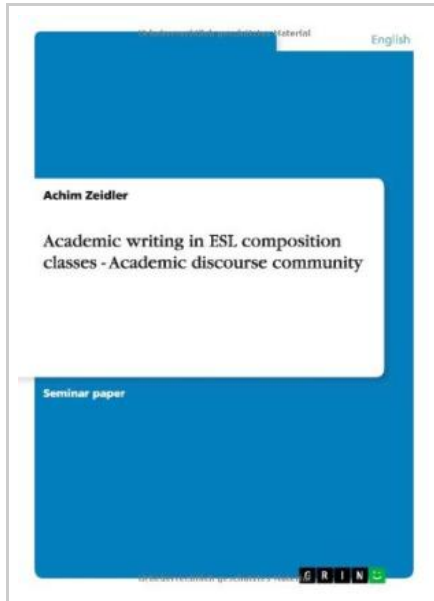 English
Achim Zeidler
Academic writing in ESL composition
classes - Academic discourse community
Seminar paper
GRIN